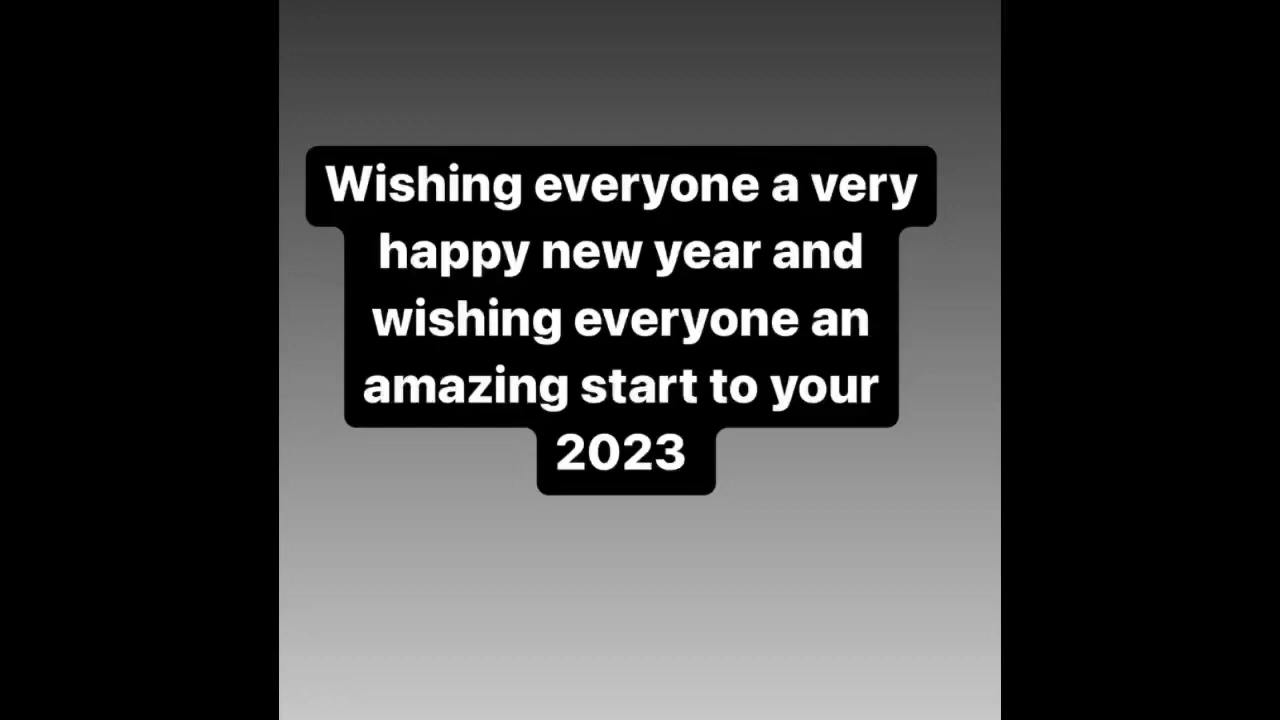 Wishing everyone a very
happy new year and
wishing everyone an
amazing start to your
2023